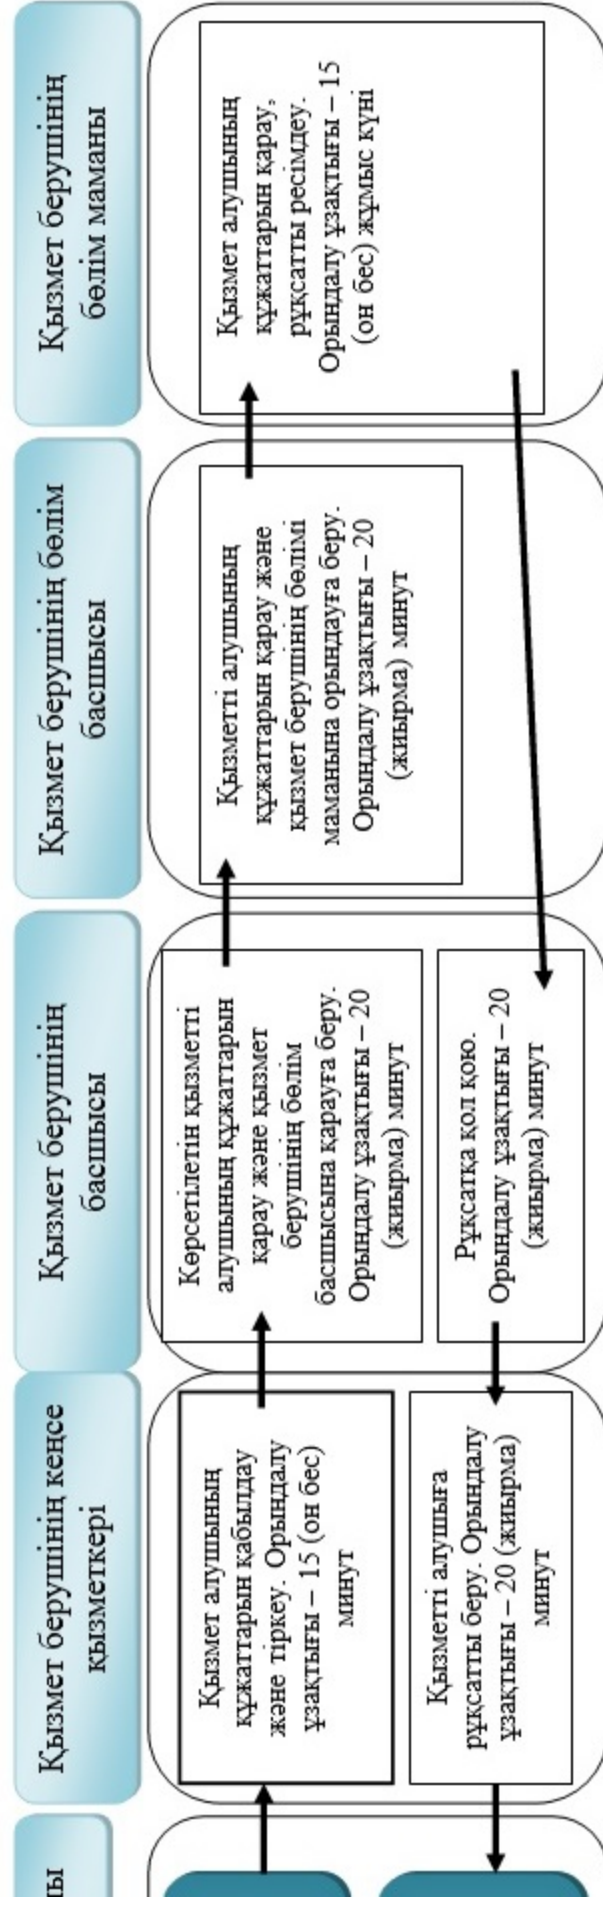 ы
Қызмет берушінің кеңсе
қызметкері
Қызмет берушінің
басшысы
Қызмет берушінің бөлім
басшысы
Қызмет берушінің
бөлім маманы
Қызмет алушының
құжаттарын қабылдау
және тіркеу. Орындалу
ұзақтығы – 15 (он бес)
минут
Көрсетілетін қызметті
алушының құжаттарын
қарау және қызмет
берушінің бөлім
басшысына қарауға беру.
Орындалу ұзақтығы – 20
(жиырма) минут
Қызметті алушының
құжаттарын қарау және
қызмет берушінің бөлімі
маманына орындауға беру.
Орындалу ұзақтығы – 20
(жиырма) минут
Қызмет алушының
құжаттарын қарау,
рұқсатты ресімдеу.
Орындалу ұзақтығы – 15
(он бес) жұмыс күні
Рұқсатқа қол қою.
Орындалу ұзақтығы – 20
(жиырма) минут
Қызметті алушыға
рұқсатты беру. Орындалу
ұзақтығы – 20 (жиырма)
минут